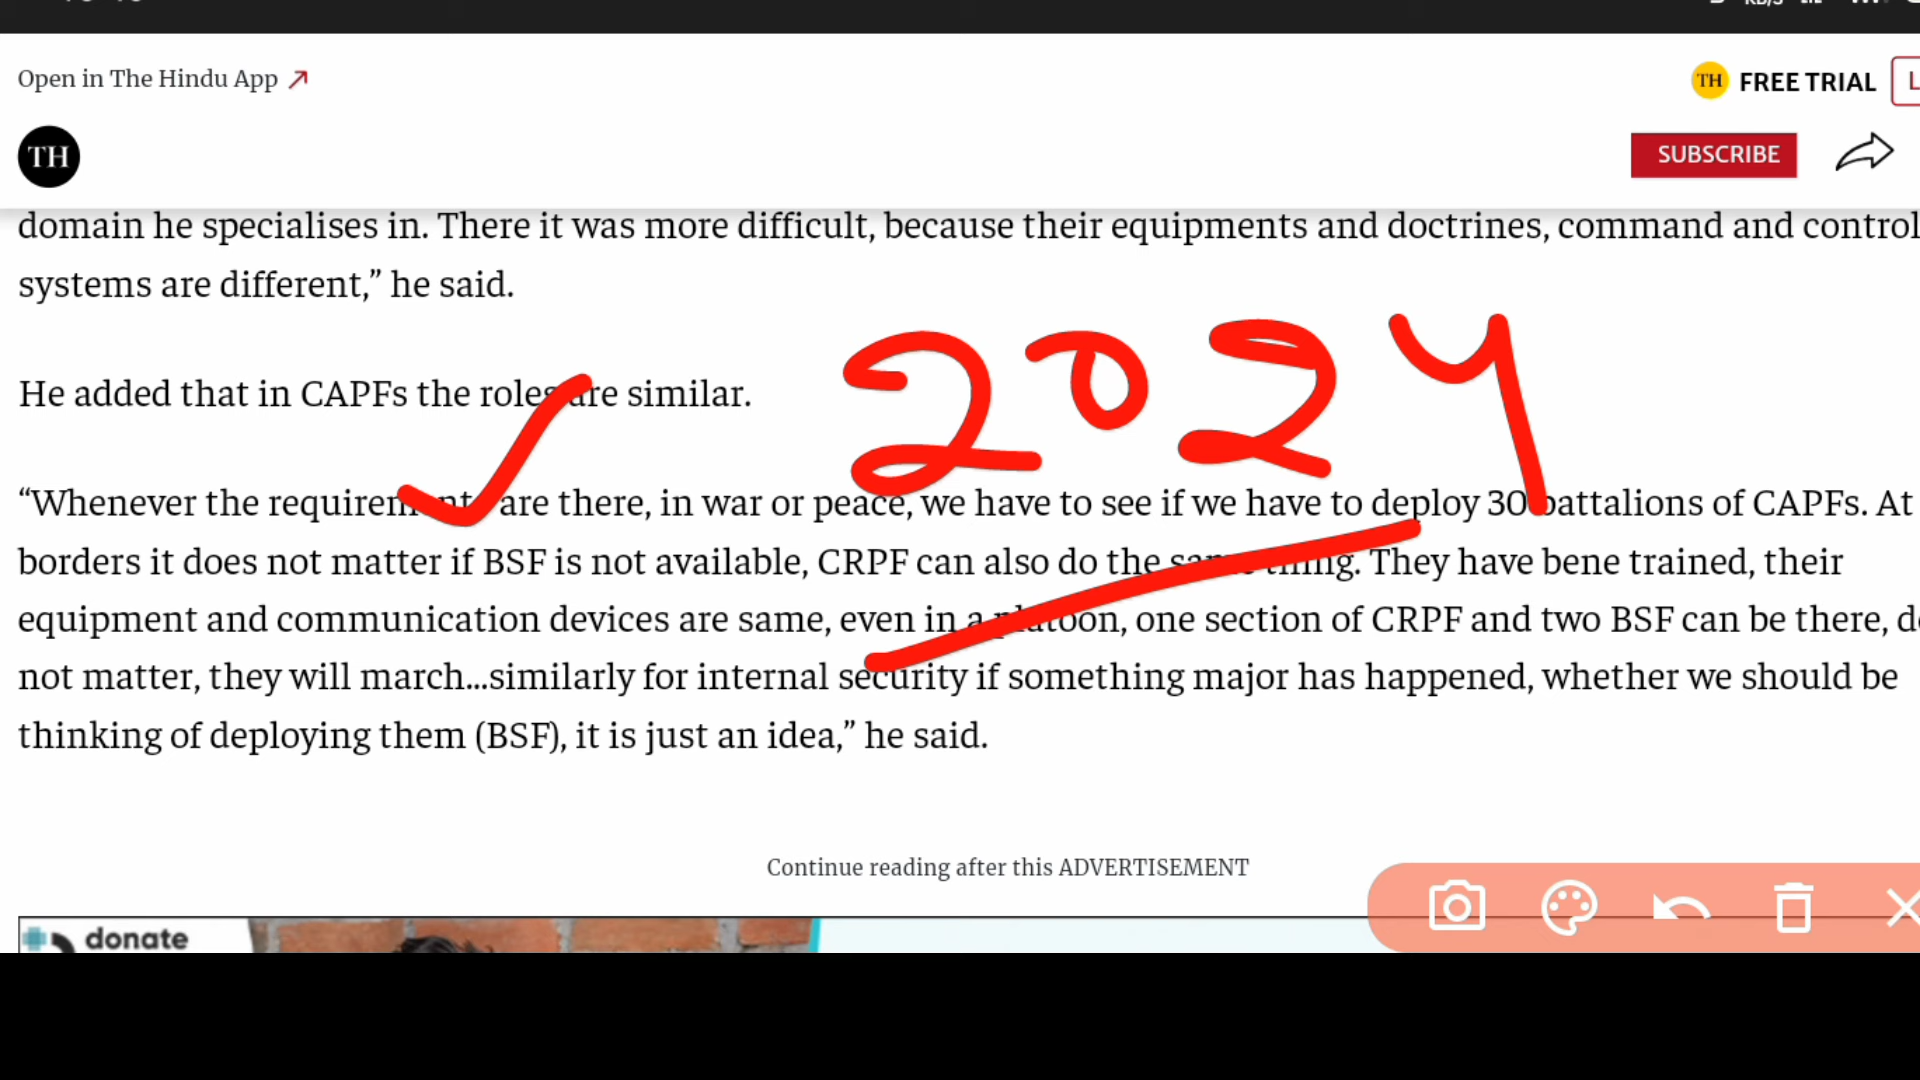 Open in The Hindu App
TH FREE TRIAL L
TH
SUBSCRIBE
domain he specialises in. There it was more difficult, because their equipments and doctrines, command and control
systems are different,” he said.
2024
He added that in CAPFs the roles are similar.
“Whenever the requirements are there, in war or peace, we have to see if we have to deploy 30 battalions of CAPFs. At
borders it does not matter if BSF is not available, CRPF can also do the same thing. They have bene trained, their
equipment and communication devices are same, even in a platoon, one section of CRPF and two BSF can be there, d
not matter, they will march...similarly for internal security if something major has happened, whether we should be
thinking of deploying them (BSF), it is just an idea,” he said.
Continue reading after this ADVERTISEMENT
donate